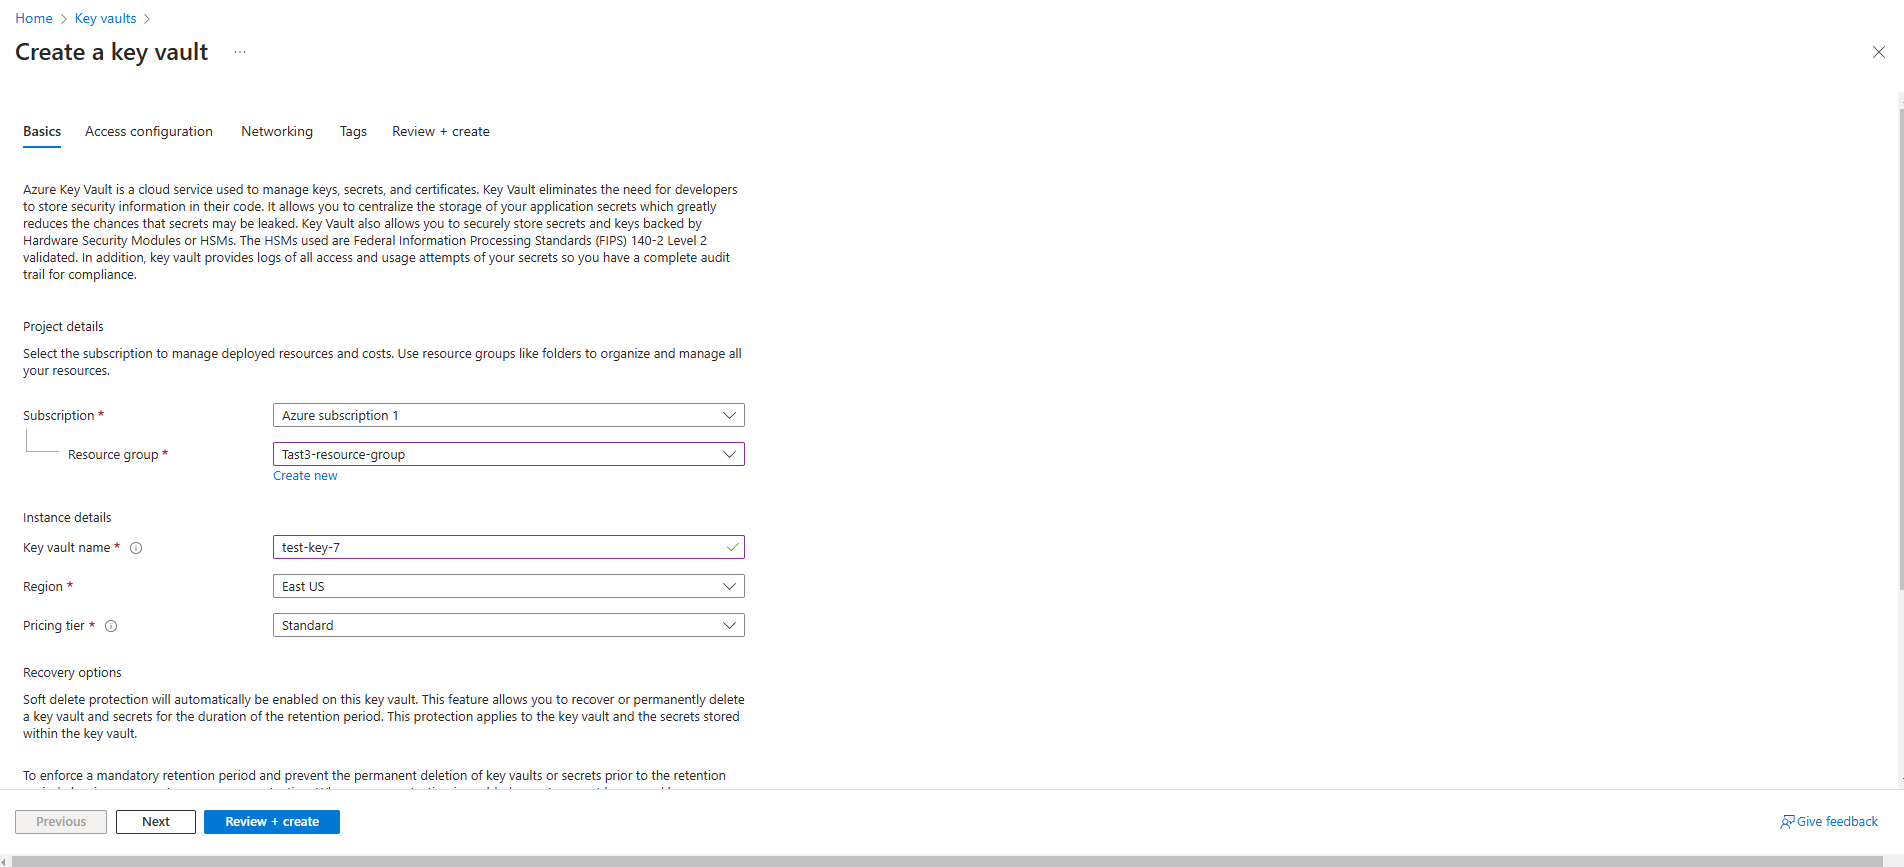 Home > Key vaults >
Create a key vault ...
Basics Access configuration Networking Tags Review + create
Azure Key Vault is a cloud service used to manage keys, secrets, and certificates. Key Vault eliminates the need for developers
to store security information in their code. It allows you to centralize the storage of your application secrets which greatly
reduces the chances that secrets may be leaked. Key Vault also allows you to securely store secrets and keys backed by
Hardware Security Modules or HSMs. The HSMs used are Federal Information Processing Standards (FIPS) 140-2 Level 2
validated. In addition, key vault provides logs of all access and usage attempts of your secrets so you have a complete audit
trail for compliance.
Project details
Select the subscription to manage deployed resources and costs. Use resource groups like folders to organize and manage all
your resources.
Subscription * Azure subscription 1
Resource group * Tast3-resource-group
Create new
Instance details
Key vault name * test-key-7
Region * East US
Pricing tier * Standard
Recovery options
Soft delete protection will automatically be enabled on this key vault. This feature allows you to recover or permanently delete
a key vault and secrets for the duration of the retention period. This protection applies to the key vault and the secrets stored
within the key vault.
To enforce a mandatory retention period and prevent the permanent deletion of key vaults or secrets prior to the retention
Previous Next Review + create Give feedback